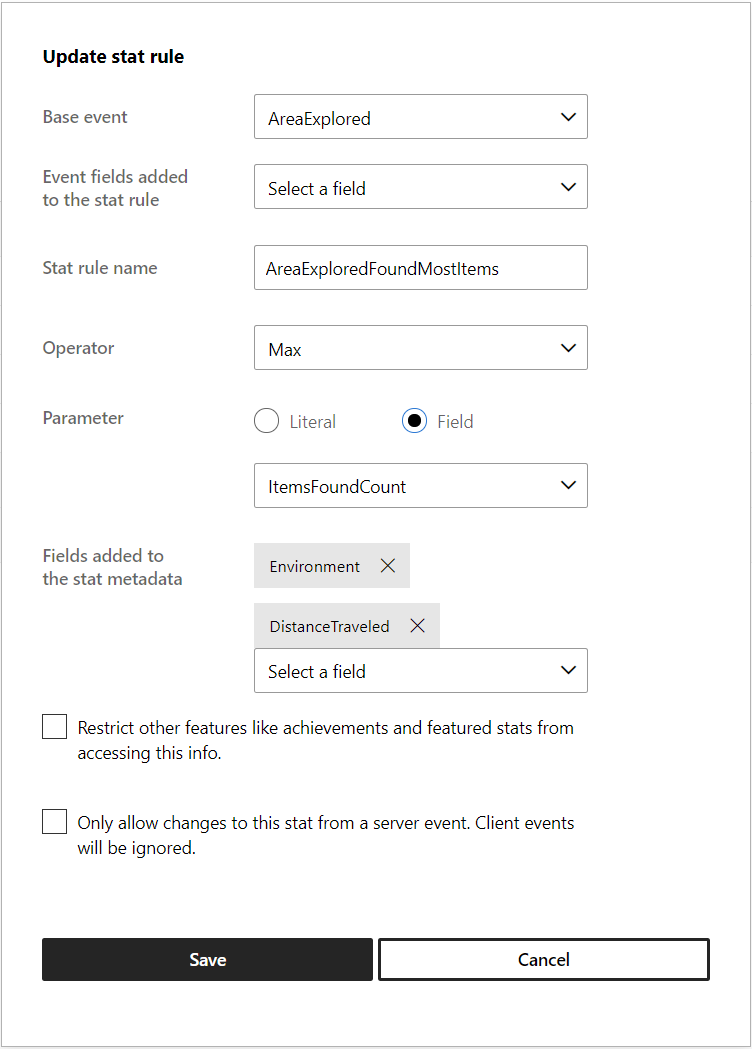 Update stat rule
Base event
AreaExplored
Event fields added
to the stat rule
Select a field
Stat rule name
AreaExploredFoundMostItems
Operator
Max
Parameter
Literal
Field
ItemsFoundCount
Fields added to
the stat metadata
Environment
DistanceTraveled
Select a field
Restrict other features like achievements and featured stats from
accessing this info.
Only allow changes to this stat from a server event. Client events
will be ignored.
Save
Cancel